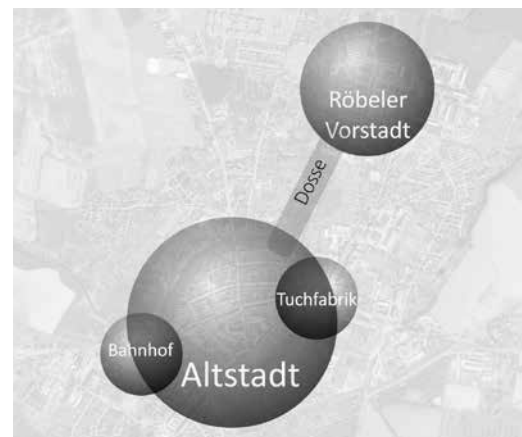 Röbeler
Vorstadt
Dosse
Tuchfabrik
Bahnhof
Altstadt